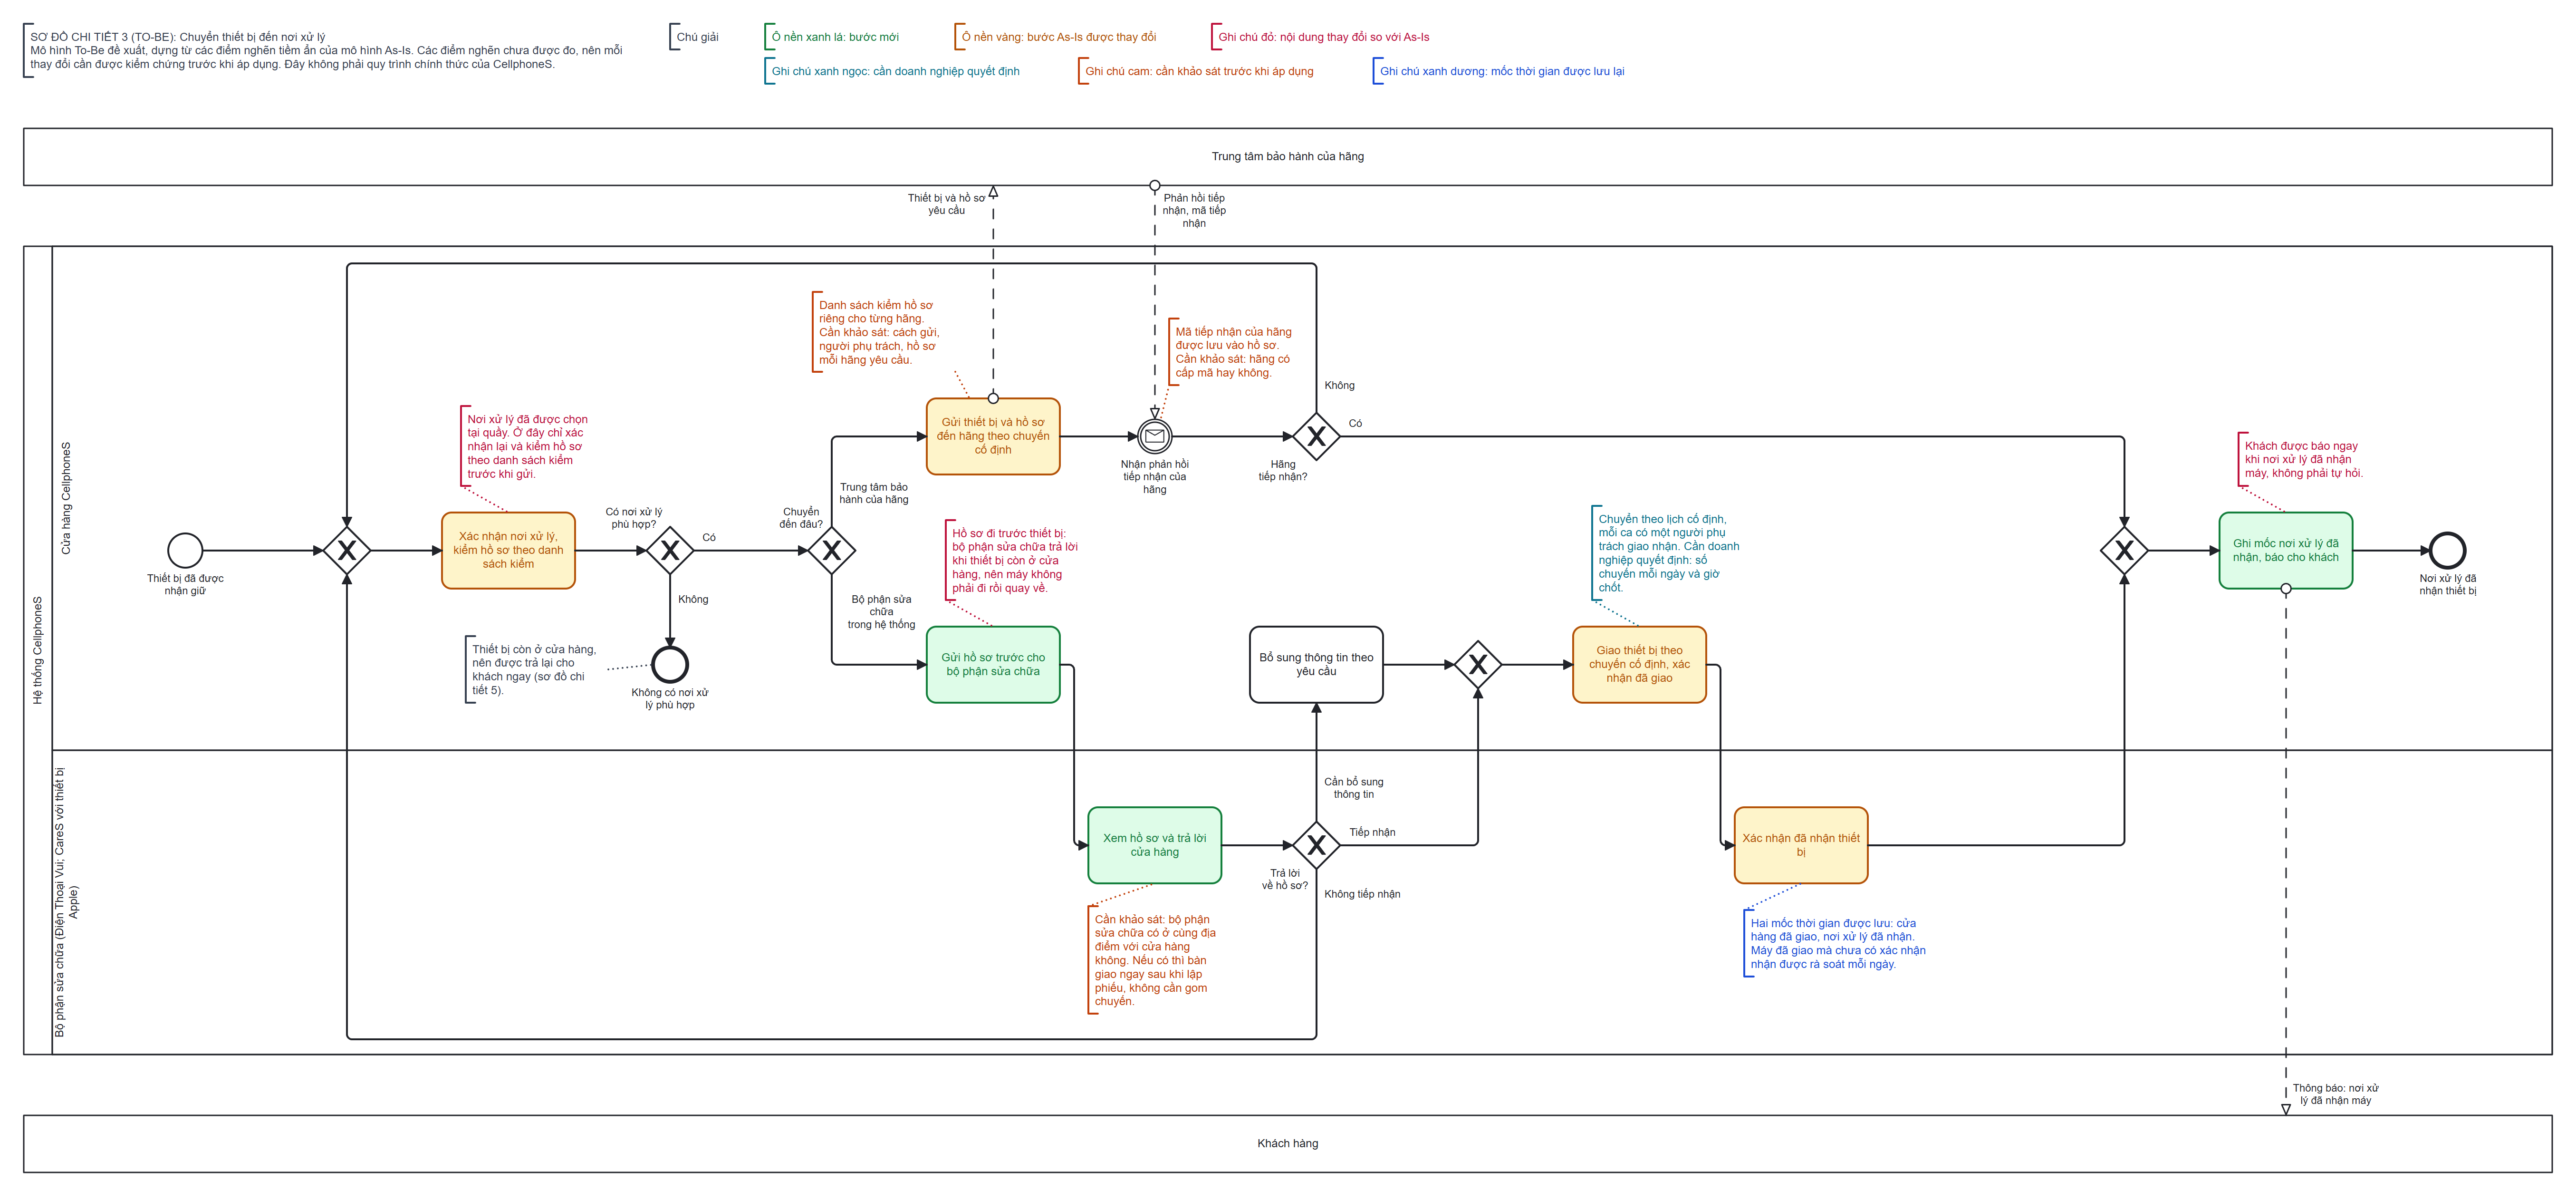 SƠ ĐỒ CHI TIẾT 3 (TO-BE): Chuyển thiết bị đến nơi xử lý
Mô hình To-Be đề xuất, dựng từ các điểm nghẽn tiềm ẩn của mô hình As-Is. Các điểm nghẽn chưa được đo, nên mỗi
thay đổi cần được kiểm chứng trước khi áp dụng. Đây không phải quy trình chính thức của CellphoneS.
Chú giải
Ô nền xanh lá: bước mới
Ô nền vàng: bước As-Is được thay đổi
Ghi chú đỏ: nội dung thay đổi so với As-Is
Ghi chú xanh ngọc: cần doanh nghiệp quyết định
Ghi chú cam: cần khảo sát trước khi áp dụng
Ghi chú xanh dương: mốc thời gian được lưu lại
Trung tâm bảo hành của hãng
Thiết bị và hồ sơ
yêu cầu
Phản hồi tiếp
nhận, mã tiếp
nhận
Hệ thống CellphoneS
Cửa hàng CellphoneS
Danh sách kiểm hồ sơ
riêng cho từng hãng.
Cần khảo sát: cách gửi,
người phụ trách, hồ sơ
mỗi hãng yêu cầu.
Mã tiếp nhận của hãng
được lưu vào hồ sơ.
Cần khảo sát: hãng có
cấp mã hay không.
Không
Có
Nơi xử lý đã được chọn
tại quầy. Ở đây chỉ xác
nhận lại và kiểm hồ sơ
theo danh sách kiểm
trước khi gửi.
Gửi thiết bị và hồ sơ
đến hãng theo chuyến
cố định
Nhận phản hồi
tiếp nhận của
hãng
Hãng
tiếp nhận?
Khách được báo ngay
khi nơi xử lý đã nhận
máy, không phải tự hỏi.
Trung tâm bảo
hành của hãng
Có nơi xử lý
phù hợp?
Chuyển
đến đâu?
Hồ sơ đi trước thiết bị:
bộ phận sửa chữa trả lời
khi thiết bị còn ở cửa
hàng, nên máy không
phải đi rồi quay về.
Chuyển theo lịch cố định,
mỗi ca có một người phụ
trách giao nhận. Cần doanh
nghiệp quyết định: số
chuyến mỗi ngày và giờ
chốt.
Thiết bị đã được
nhận giữ
Xác nhận nơi xử lý,
kiểm hồ sơ theo danh
sách kiểm
Có
Không
Ghi mốc nơi xử lý đã
nhận, báo cho khách
Nơi xử lý đã
nhận thiết bị
Bộ phận sửa
chữa
trong hệ thống
Thiết bị còn ở cửa hàng,
nên được trả lại cho
khách ngay (sơ đồ chi
tiết 5).
Không có nơi xử
lý phù hợp
Gửi hồ sơ trước cho
bộ phận sửa chữa
Bổ sung thông tin theo
yêu cầu
Giao thiết bị theo
chuyến cố định, xác
nhận đã giao
Bộ phận sửa chữa (Điện Thoại Vui; CareS với thiết bị
Apple)
Cần bổ sung
thông tin
Tiếp nhận
Xem hồ sơ và trả lời
cửa hàng
Trả lời
về hồ sơ?
Không tiếp nhận
Xác nhận đã nhận thiết
bị
Cần khảo sát: bộ phận
sửa chữa có ở cùng địa
điểm với cửa hàng
không. Nếu có thì bàn
giao ngay sau khi lập
phiếu, không cần gom
chuyến.
Hai mốc thời gian được lưu: cửa
hàng đã giao, nơi xử lý đã nhận.
Máy đã giao mà chưa có xác nhận
nhận được rà soát mỗi ngày.
Thông báo: nơi xử
lý đã nhận máy
Khách hàng